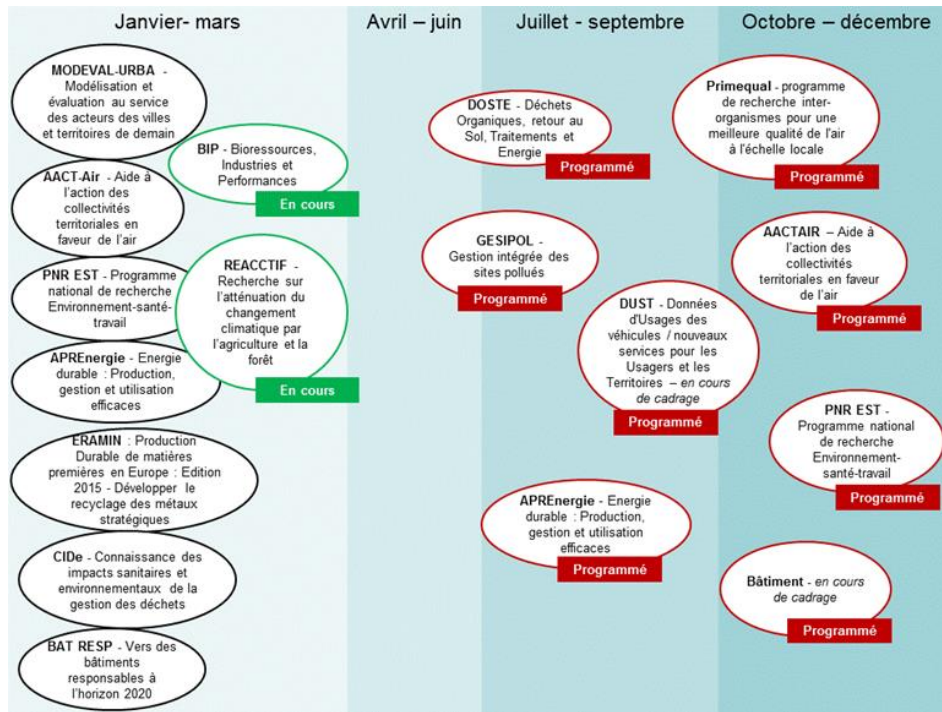 Janvier- mars
Avril – juin
Juillet - septembre
Octobre – décembre
MODEVAL-URBA -
Modélisation et
évaluation au service
des acteurs des villes
et territoires de demain
AACT-Air - Aide à
l'action des
collectivités
territoriales en
faveur de l'air
PNR EST - Programme
national de recherche
Environnement-santé-
travail
APREnergie - Energie
durable : Production,
gestion et utilisation
efficaces
ERAMIN : Production
Durable de matières
premières en Europe : Edition
2015 - Développer le
recyclage des métaux
stratégiques
CIDe - Connaissance des
impacts sanitaires et
environnementaux de la
gestion des déchets
BAT RESP - Vers des
bâtiments
responsables à
l'horizon 2020
BIP - Bioressources,
Industries et
Performances
En cours
REACCTIF -
Recherche sur
l'atténuation du
changement
climatique par
l'agriculture et la
forêt
En cours
DOSTE - Déchets
Organiques, retour au
Sol, Traitements et
Energie
Programmé
GESIPOL -
Gestion intégrée des
sites pollués
Programmé
DUST - Données
d'Usages des
véhicules / nouveaux
services pour les
Usagers et les
Territoires – en cours
de cadrage
Programmé
APREnergie - Energie
durable : Production,
gestion et utilisation
efficaces
Programmé
Primequal - programme
de recherche inter-
organismes pour une
meilleure qualité de l'air
à l'échelle locale
Programmé
AACTAIR – Aide à
l'action des
collectivités
territoriales en faveur
de l'air
Programmé
PNR EST -
Programme national
de recherche
Environnement-
santé-travail
Programmé
Bâtiment - en cours
de cadrage
Programmé